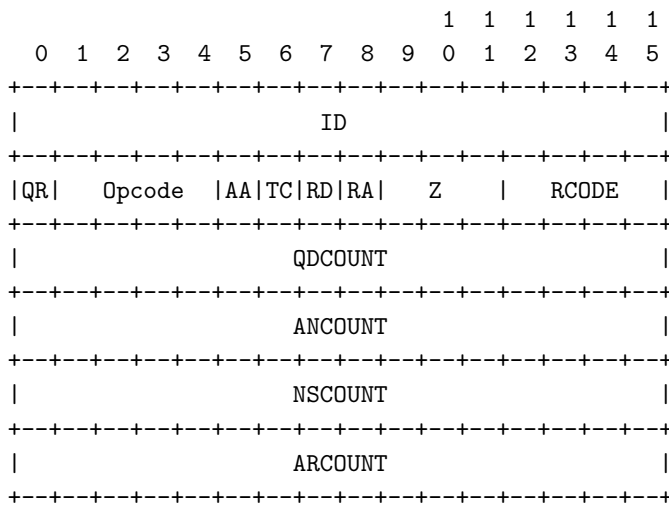 1  1  1  1  1  1
  0  1  2  3  4  5  6  7  8  9  0  1  2  3  4  5
+--+--+--+--+--+--+--+--+--+--+--+--+--+--+--+--+
|                      ID                       |
+--+--+--+--+--+--+--+--+--+--+--+--+--+--+--+--+
|QR|   Opcode  |AA|TC|RD|RA|   Z    |   RCODE   |
+--+--+--+--+--+--+--+--+--+--+--+--+--+--+--+--+
|                    QDCOUNT                    |
+--+--+--+--+--+--+--+--+--+--+--+--+--+--+--+--+
|                    ANCOUNT                    |
+--+--+--+--+--+--+--+--+--+--+--+--+--+--+--+--+
|                    NSCOUNT                    |
+--+--+--+--+--+--+--+--+--+--+--+--+--+--+--+--+
|                    ARCOUNT                    |
+--+--+--+--+--+--+--+--+--+--+--+--+--+--+--+--+